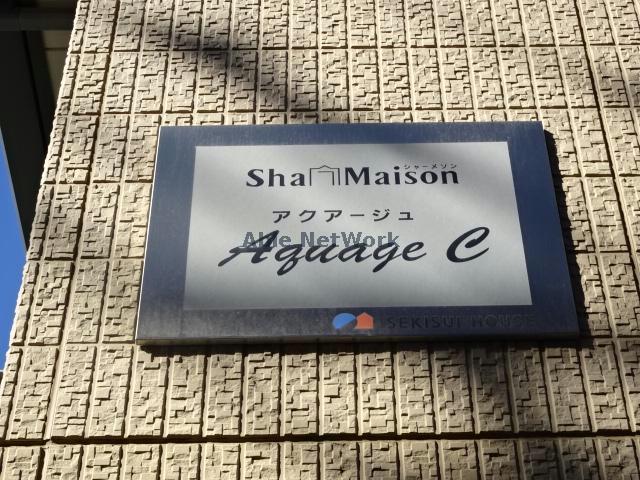 シャーメゾン
Sha Maison
アクアージュ
Aquage C
Able NetWork
SEKISUI HOUSE